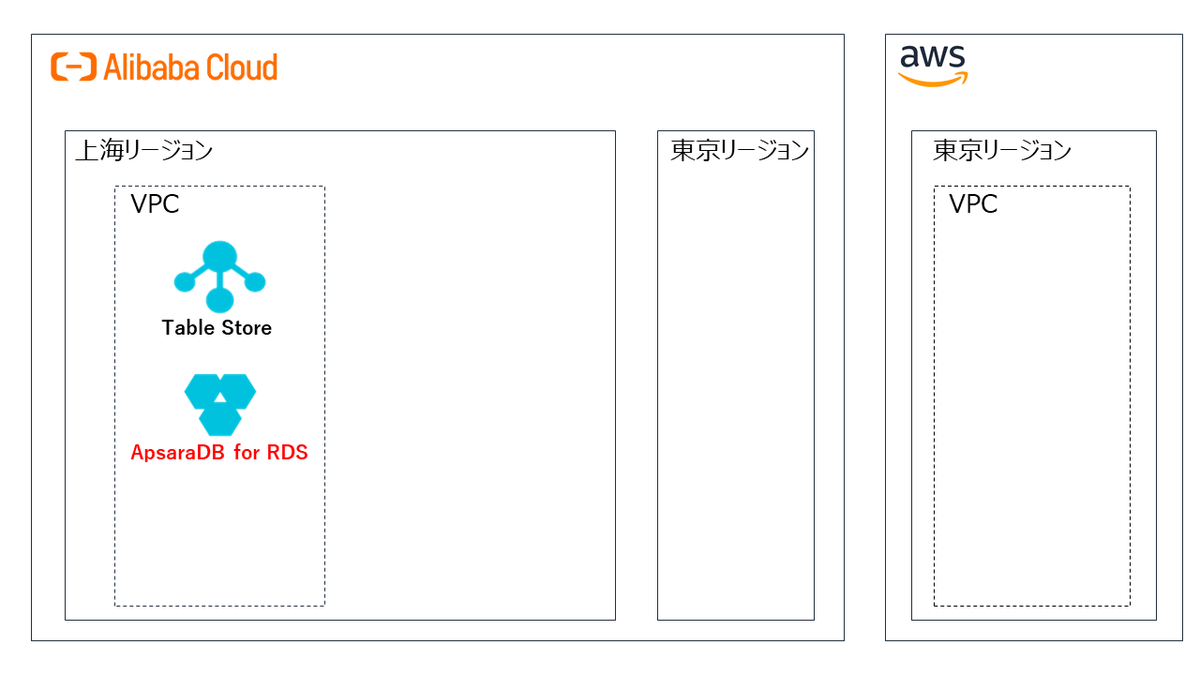 Alibaba Cloud
aws
上海リージョン
東京リージョン
東京リージョン
VPC
VPC
Table Store
ApsaraDB for RDS